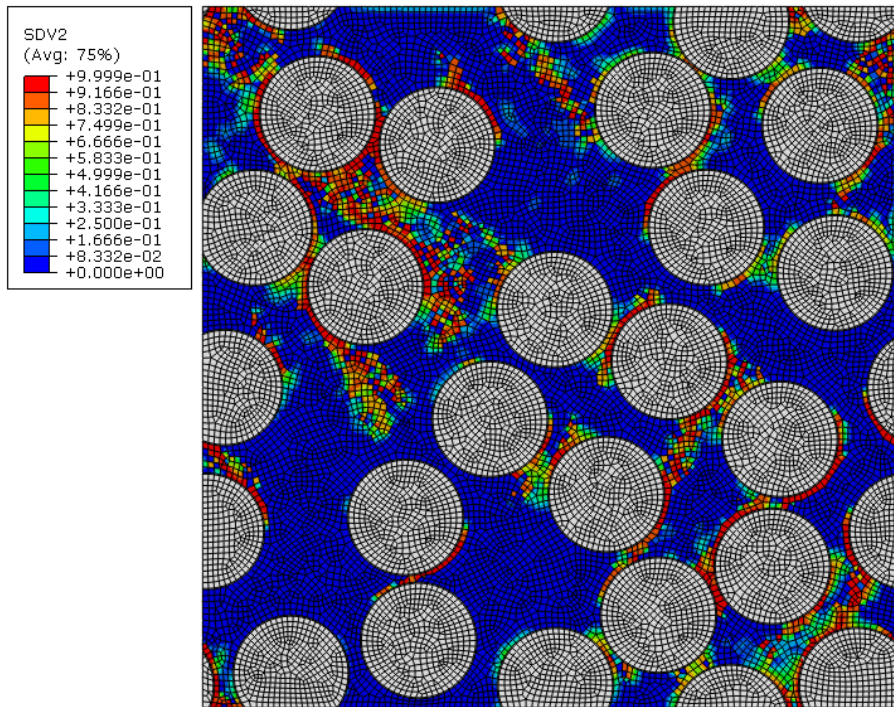 SDV2
(Avg: 75%)
+9.999e-01
+9.166e-01
+8.332e-01
+7.499e-01
+6.666e-01
+5.833e-01
+4.999e-01
+4.166e-01
+3.333e-01
+2.500e-01
+1.666e-01
+8.332e-02
+0.000e+00